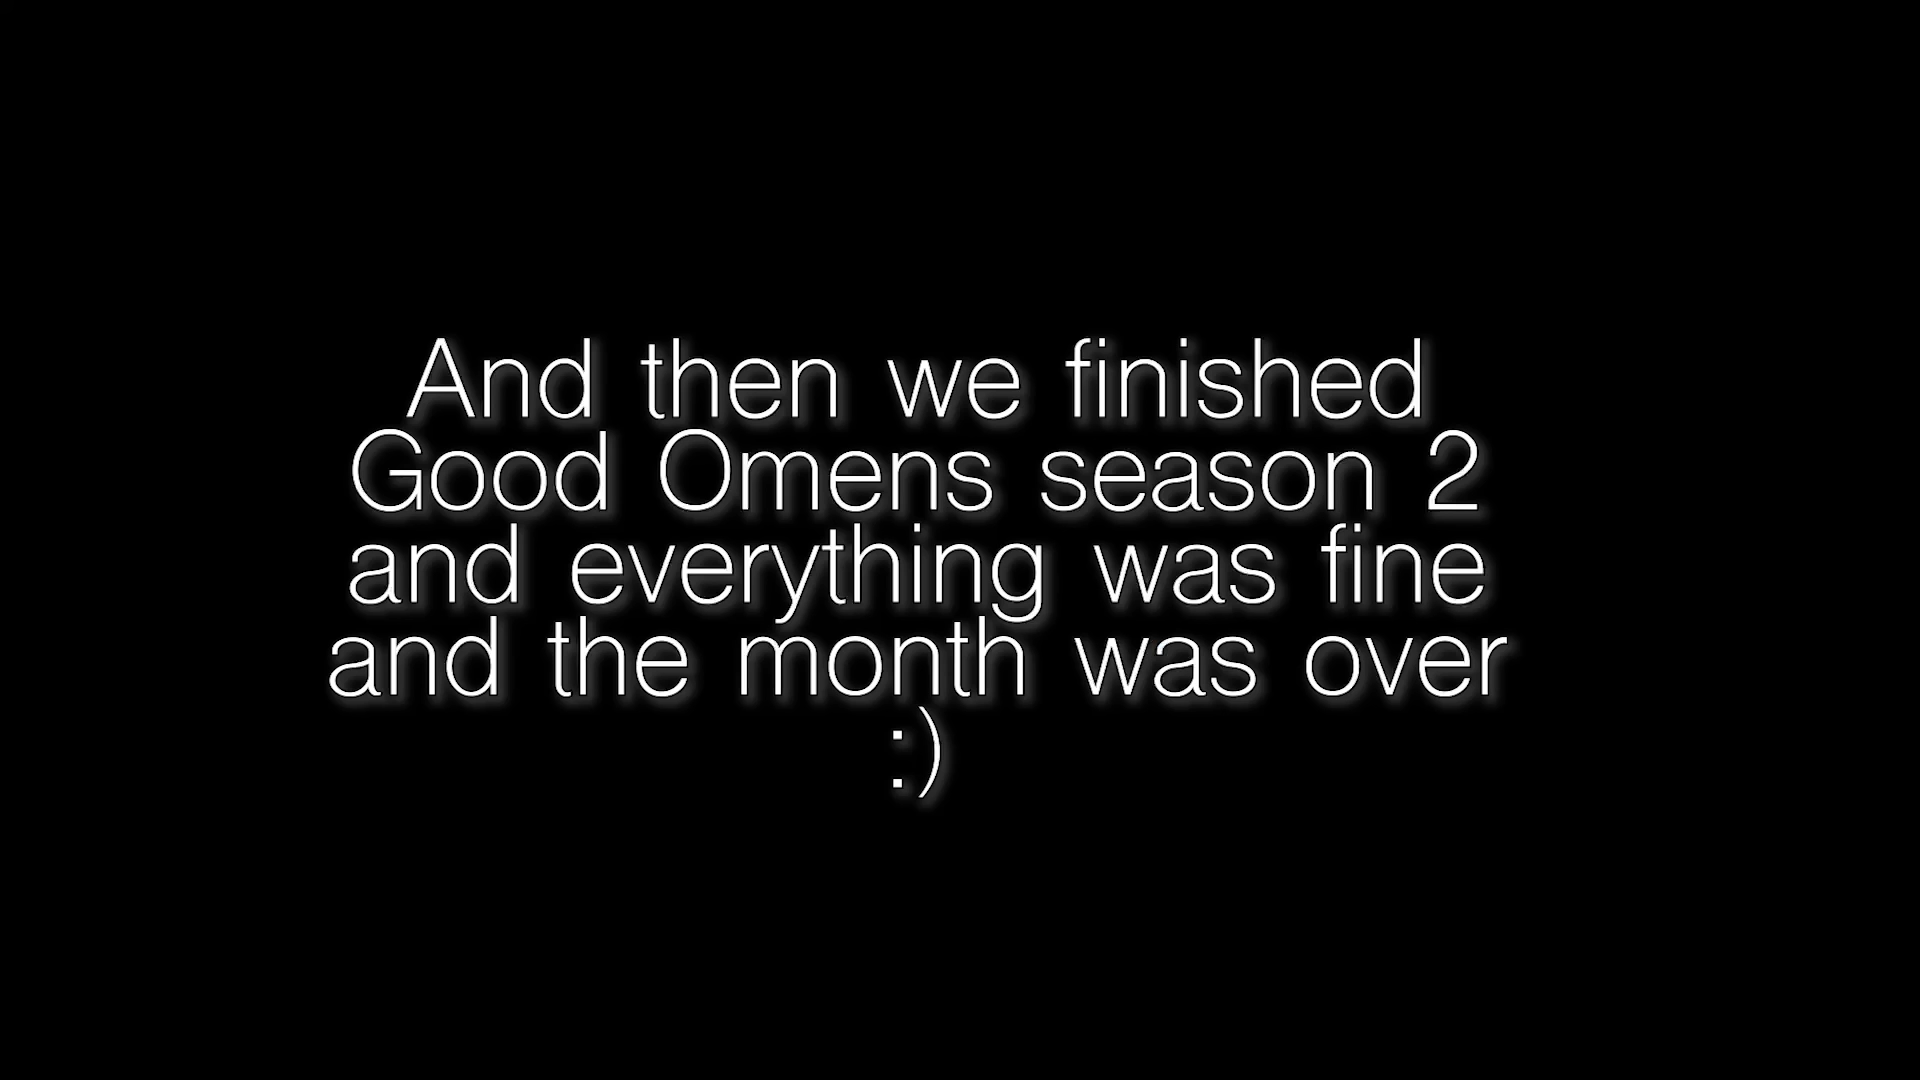 And then we finished
Good Omens season 2
and everything was fine
and the month was over
:)